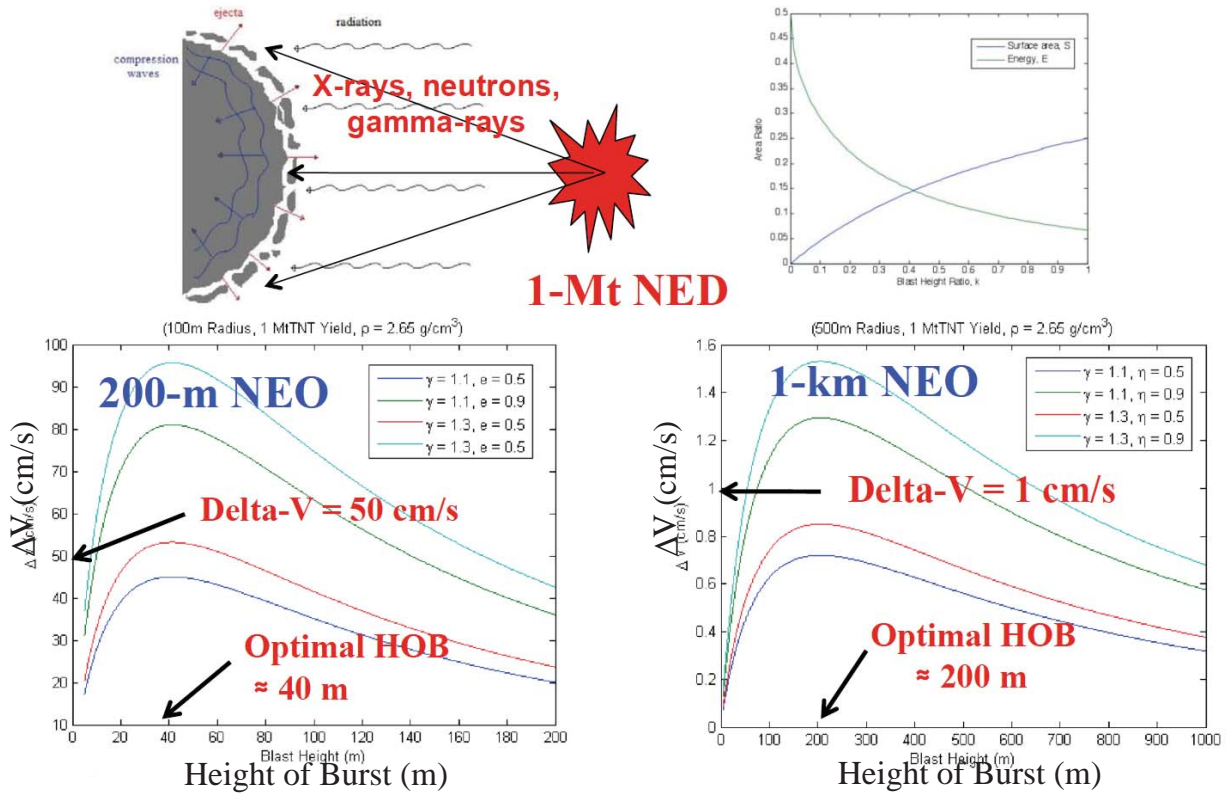 ejecta
radiation
compression
waves
X-rays, neutrons,
gamma-rays
1-Mt NED
Surface area, S
Energy, E
Area Ratio
0.5
0.45
0.4
0.35
0.3
0.25
0.2
0.15
0.1
0.05
0
0 0.1 0.2 0.3 0.4 0.5 0.6 0.7 0.8 0.9 1
Blast Height Ratio, k
(100m Radius, 1 MtTNT Yield, ρ = 2.65 g/cm³)
200-m NEO
γ = 1.1, e = 0.5
γ = 1.1, e = 0.9
γ = 1.3, e = 0.5
γ = 1.3, e = 0.5
ΔV (cm/s)
Delta-V = 50 cm/s
Optimal HOB
≈ 40 m
100
90
80
70
60
50
40
30
20
10
0 20 40 60 80 100 120 140 160 180 200
Blast Height (m)
Height of Burst (m)
(500m Radius, 1 MtTNT Yield, ρ = 2.65 g/cm³)
1-km NEO
γ = 1.1, η = 0.5
γ = 1.1, η = 0.9
γ = 1.3, η = 0.5
γ = 1.3, η = 0.9
ΔV (cm/s)
Delta-V = 1 cm/s
Optimal HOB
≈ 200 m
1.6
1.4
1.2
1
0.8
0.6
0.4
0.2
0
0 100 200 300 400 500 600 700 800 900 1000
Blast Height (m)
Height of Burst (m)